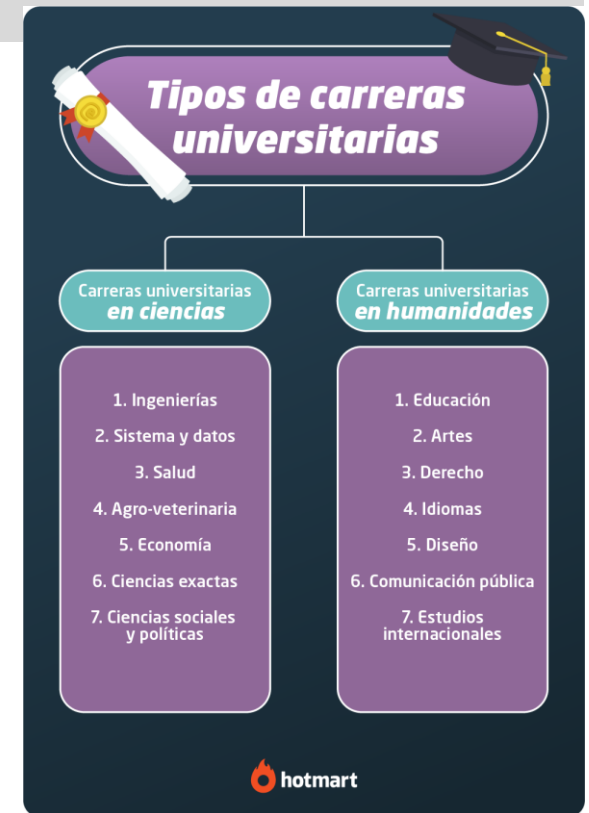 Tipos de carreras
universitarias
Carreras universitarias
en ciencias
1. Ingenierías
2. Sistema y datos
3. Salud
4. Agro-veterinaria
5. Economía
6. Ciencias exactas
7. Ciencias sociales
y políticas
Carreras universitarias
en humanidades
1. Educación
2. Artes
3. Derecho
4. Idiomas
5. Diseño
6. Comunicación pública
7. Estudios
internacionales
hotmart